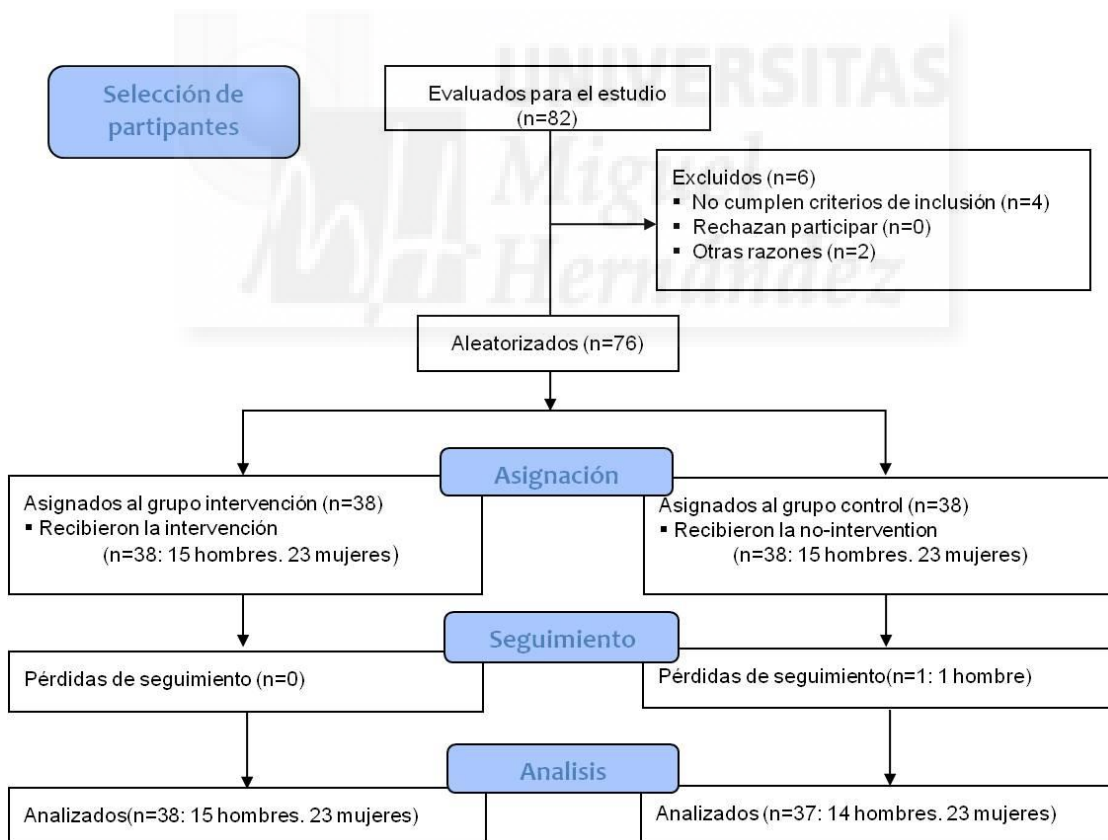 UNIVERSITAS
Miguel
Hernández
Selección de
partipantes
Evaluados para el estudio
(n=82)
Excluidos (n=6)
▪ No cumplen criterios de inclusión (n=4)
▪ Rechazan participar (n=0)
▪ Otras razones (n=2)
Aleatorizados (n=76)
Asignación
Asignados al grupo intervención (n=38)
▪ Recibieron la intervención
(n=38: 15 hombres. 23 mujeres)
Asignados al grupo control (n=38)
▪ Recibieron la no-intervention
(n=38: 15 hombres. 23 mujeres)
Seguimiento
Pérdidas de seguimiento (n=0)
Pérdidas de seguimiento(n=1: 1 hombre)
Analisis
Analizados(n=38: 15 hombres. 23 mujeres)
Analizados (n=37: 14 hombres. 23 mujeres)